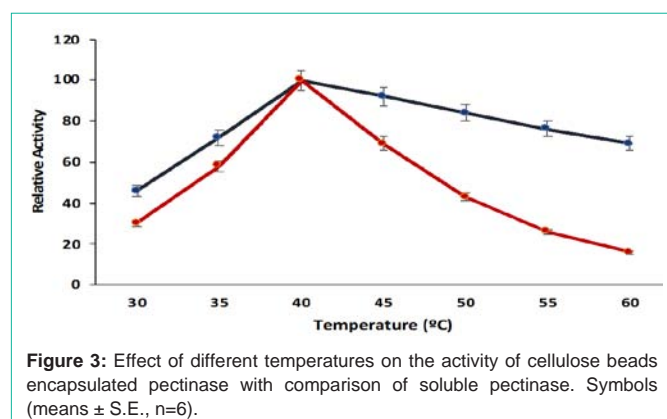 120
100
80
60
40
20
0
Relative Activity
30 35 40 45 50 55 60
Temperature (ºC)
Figure 3: Effect of different temperatures on the activity of cellulose beads
encapsulated pectinase with comparison of soluble pectinase. Symbols
(means ± S.E., n=6).